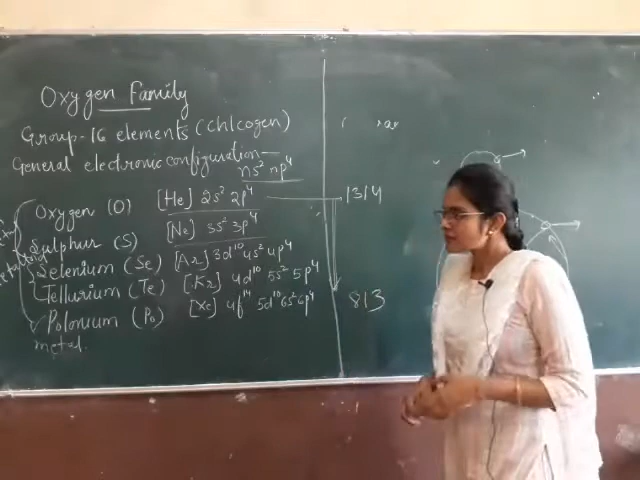 Oxygen Family
Group-16 elements (chlcogen)
General electronic configuration—
ns² np⁴
Oxygen (O) [He] 2s² 2p⁴ 1314
Sulphur (S) [Ne] 3s² 3p⁴
Selenium (Se) [Ar] 3d¹⁰ 4s² 4p⁴
Tellurium (Te) [Kr] 4d¹⁰ 5s² 5p⁴
Polonium (Po) [Xe] 4f¹⁴ 5d¹⁰ 6s² 6p⁴ 813
metal.